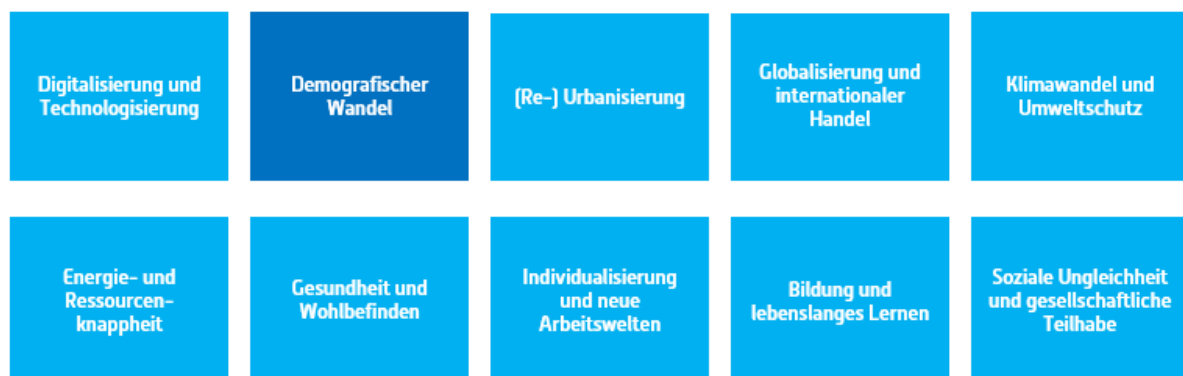 Digitalisierung und
Technologisierung
Demografischer
Wandel
(Re-) Urbanisierung
Globalisierung und
internationaler
Handel
Klimawandel und
Umweltschutz
Energie- und
Ressourcen-
knappheit
Gesundheit und
Wohlbefinden
Individualisierung
und neue
Arbeitswelten
Bildung und
lebenslanges Lernen
Soziale Ungleichheit
und gesellschaftliche
Teilhabe